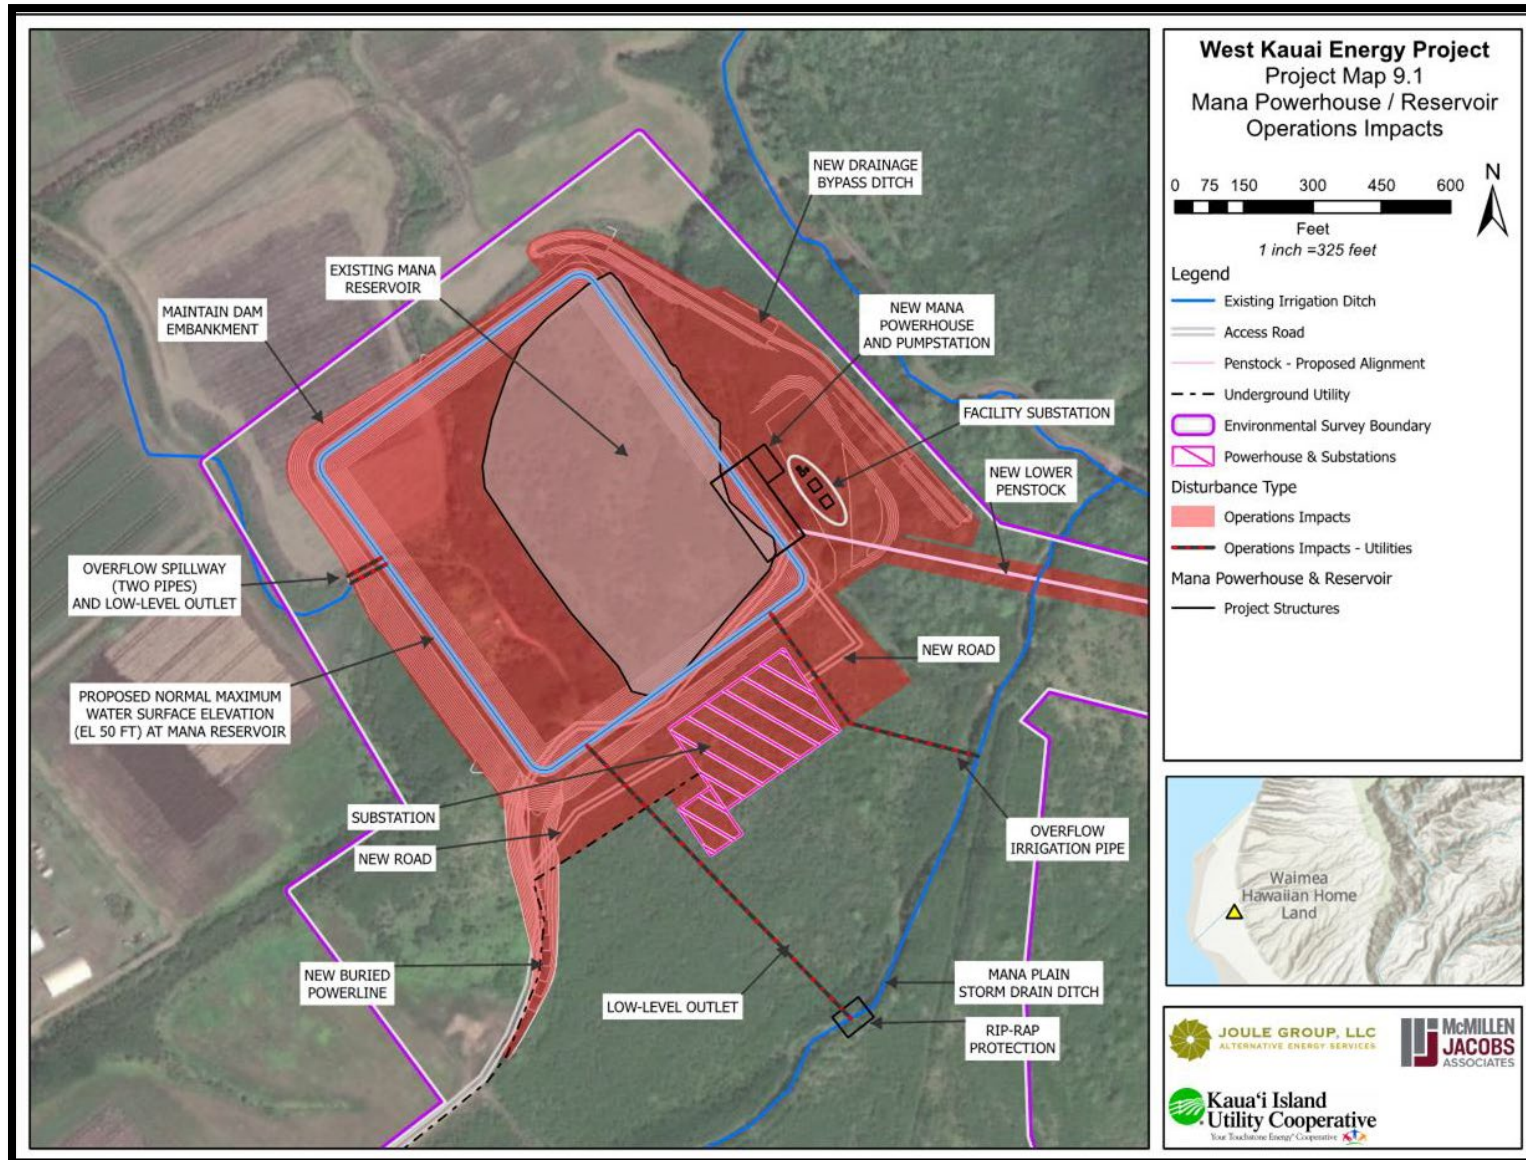 West Kauai Energy Project
Project Map 9.1
Mana Powerhouse / Reservoir
Operations Impacts
N
0 75 150 300 450 600
Feet
1 inch =325 feet
Legend
Existing Irrigation Ditch
Access Road
Penstock - Proposed Alignment
Underground Utility
Environmental Survey Boundary
Powerhouse & Substations
Disturbance Type
Operations Impacts
Operations Impacts - Utilities
Mana Powerhouse & Reservoir
Project Structures
NEW DRAINAGE
BYPASS DITCH
EXISTING MANA
RESERVOIR
MAINTAIN DAM
EMBANKMENT
NEW MANA
POWERHOUSE
AND PUMPSTATION
FACILITY SUBSTATION
NEW LOWER
PENSTOCK
OVERFLOW SPILLWAY
(TWO PIPES)
AND LOW-LEVEL OUTLET
NEW ROAD
PROPOSED NORMAL MAXIMUM
WATER SURFACE ELEVATION
(EL 50 FT) AT MANA RESERVOIR
SUBSTATION
NEW ROAD
OVERFLOW
IRRIGATION PIPE
NEW BURIED
POWERLINE
LOW-LEVEL OUTLET
MANA PLAIN
STORM DRAIN DITCH
RIP-RAP
PROTECTION
Waimea
Hawaiian Home
Land
JOULE GROUP, LLC
ALTERNATIVE ENERGY SERVICES
McMILLEN
JACOBS
ASSOCIATES
Kaua‘i Island
Utility Cooperative
Your Touchstone Energy® Cooperative